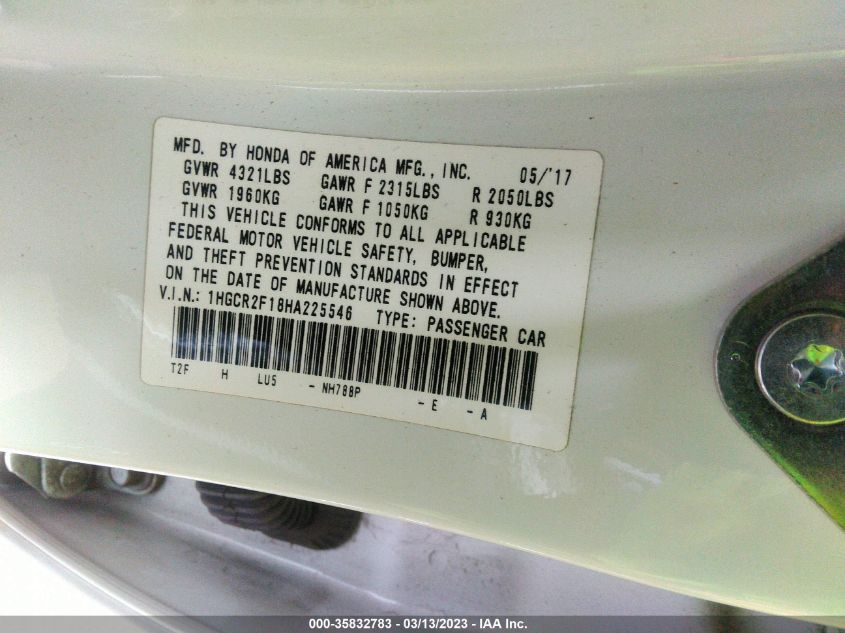 MFD. BY HONDA OF AMERICA MFG., INC. 05/'17
GVWR 4321LBS GAWR F 2315LBS R 2050LBS
GVWR 1960KG GAWR F 1050KG R 930KG
THIS VEHICLE CONFORMS TO ALL APPLICABLE
FEDERAL MOTOR VEHICLE SAFETY, BUMPER,
AND THEFT PREVENTION STANDARDS IN EFFECT
ON THE DATE OF MANUFACTURE SHOWN ABOVE.
V.I.N.: 1HGCR2F18HA225546 TYPE: PASSENGER CAR
T2F H LU5 - NH788P - E - A
000-35832783 - 03/13/2023 - IAA Inc.